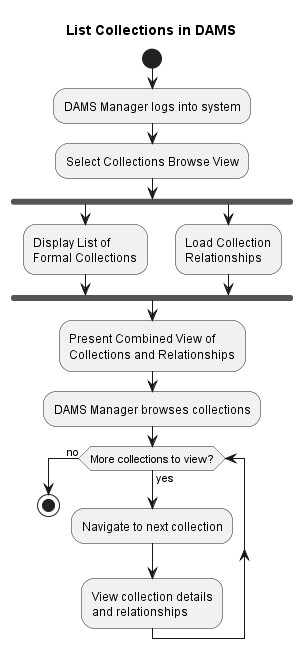 List Collections in DAMS
DAMS Manager logs into system
Select Collections Browse View
Display List of
Formal Collections
Load Collection
Relationships
Present Combined View of
Collections and Relationships
DAMS Manager browses collections
no
More collections to view?
yes
Navigate to next collection
View collection details
and relationships